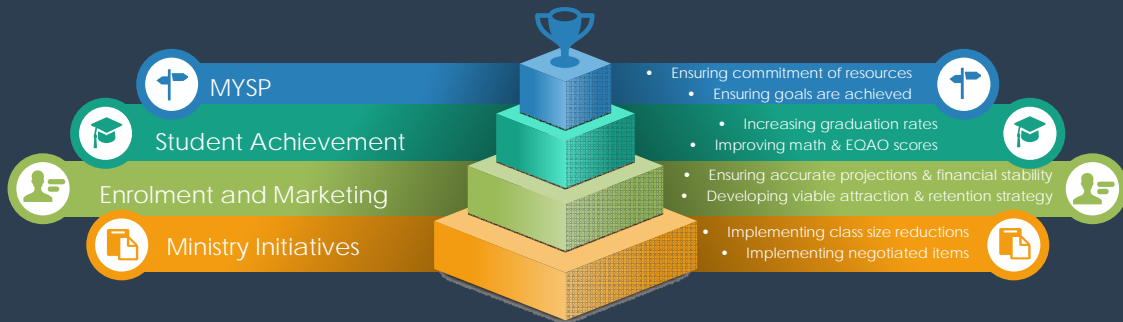 MYSP
• Ensuring commitment of resources
• Ensuring goals are achieved
Student Achievement
• Increasing graduation rates
• Improving math & EQAO scores
Enrolment and Marketing
• Ensuring accurate projections & financial stability
• Developing viable attraction & retention strategy
Ministry Initiatives
• Implementing class size reductions
• Implementing negotiated items